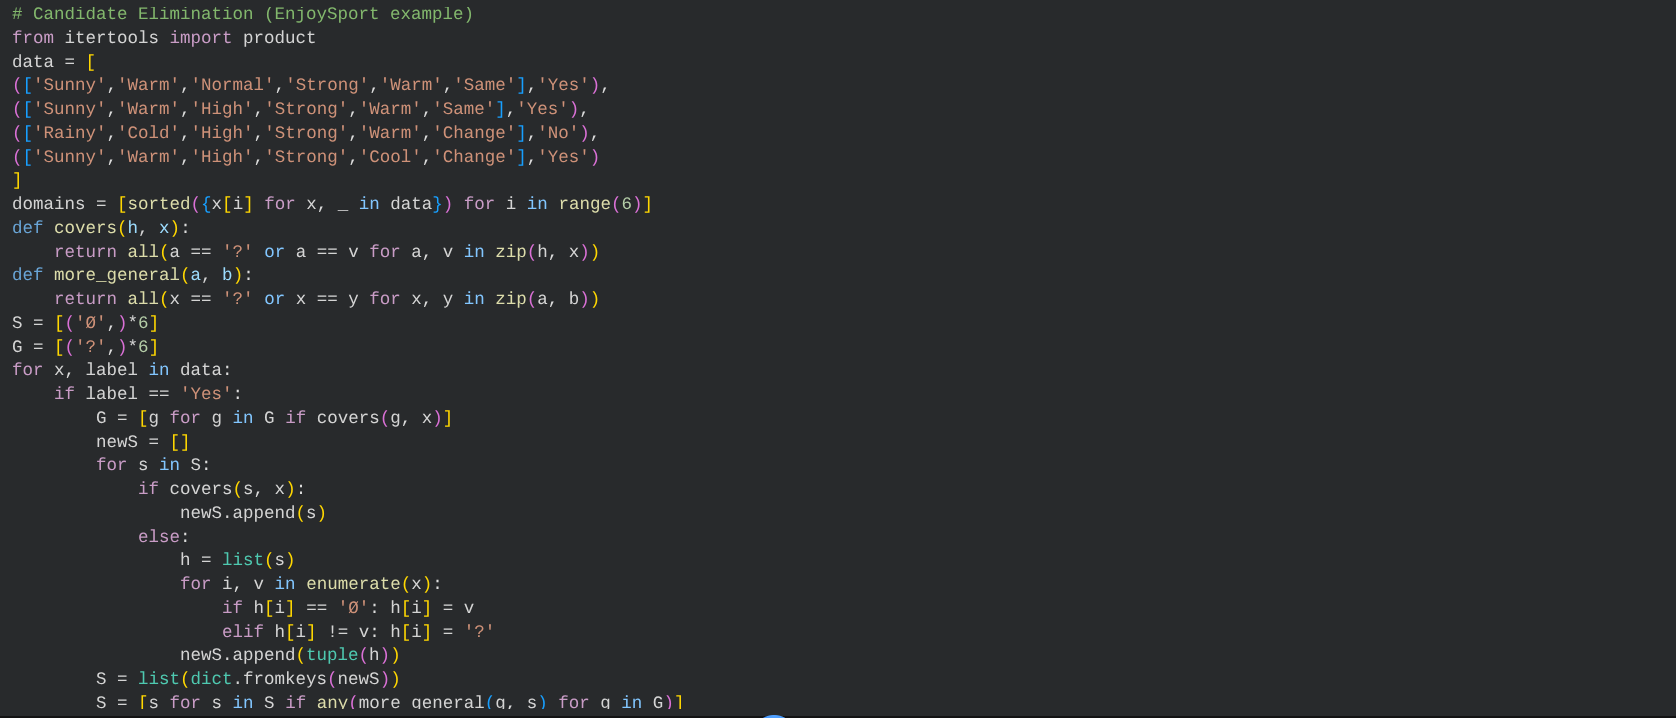 # Candidate Elimination (EnjoySport example)
from itertools import product
data = [
(['Sunny','Warm','Normal','Strong','Warm','Same'],'Yes'),
(['Sunny','Warm','High','Strong','Warm','Same'],'Yes'),
(['Rainy','Cold','High','Strong','Warm','Change'],'No'),
(['Sunny','Warm','High','Strong','Cool','Change'],'Yes')
]
domains = [sorted({x[i] for x, _ in data}) for i in range(6)]
def covers(h, x):
    return all(a == '?' or a == v for a, v in zip(h, x))
def more_general(a, b):
    return all(x == '?' or x == y for x, y in zip(a, b))
S = [('Ø',)*6]
G = [('?',)*6]
for x, label in data:
    if label == 'Yes':
        G = [g for g in G if covers(g, x)]
        newS = []
        for s in S:
            if covers(s, x):
                newS.append(s)
            else:
                h = list(s)
                for i, v in enumerate(x):
                    if h[i] == 'Ø': h[i] = v
                    elif h[i] != v: h[i] = '?'
                newS.append(tuple(h))
        S = list(dict.fromkeys(newS))
        S = [s for s in S if any(more_general(g, s) for g in G)]